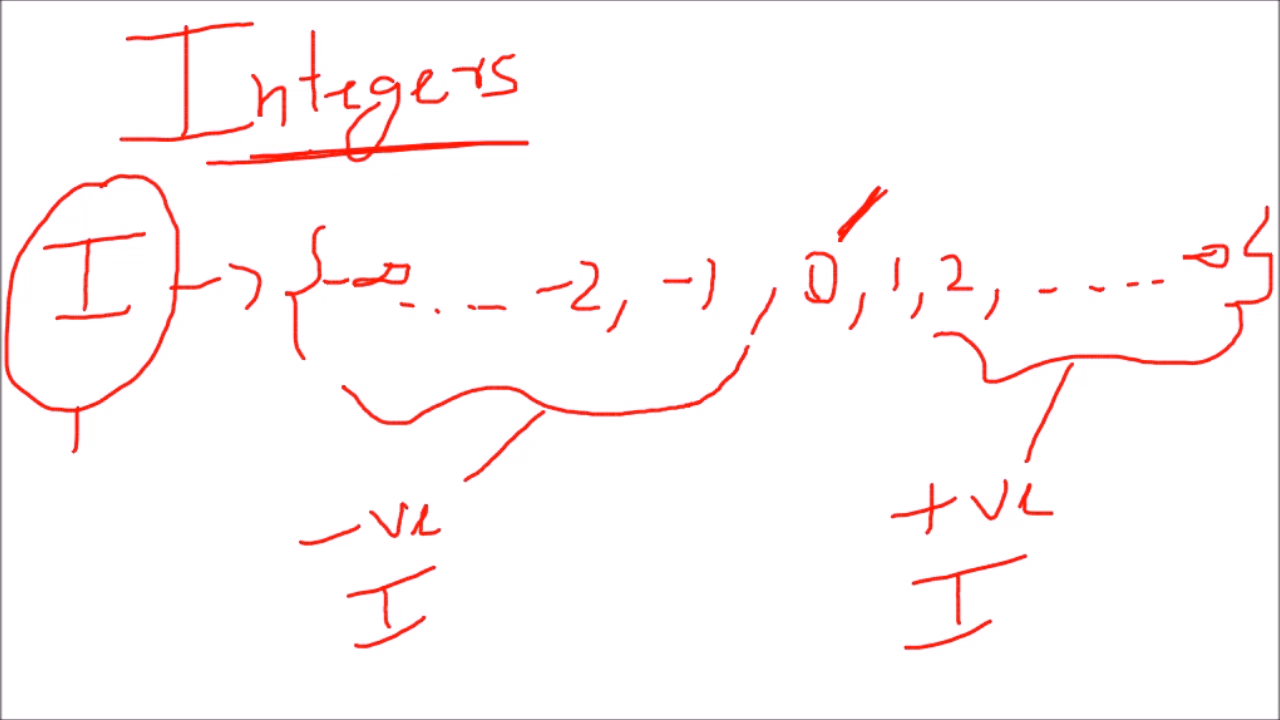 Integers
I → {-∞ ... -2, -1, 0, 1, 2, ..... ∞}
-ve +ve
I I